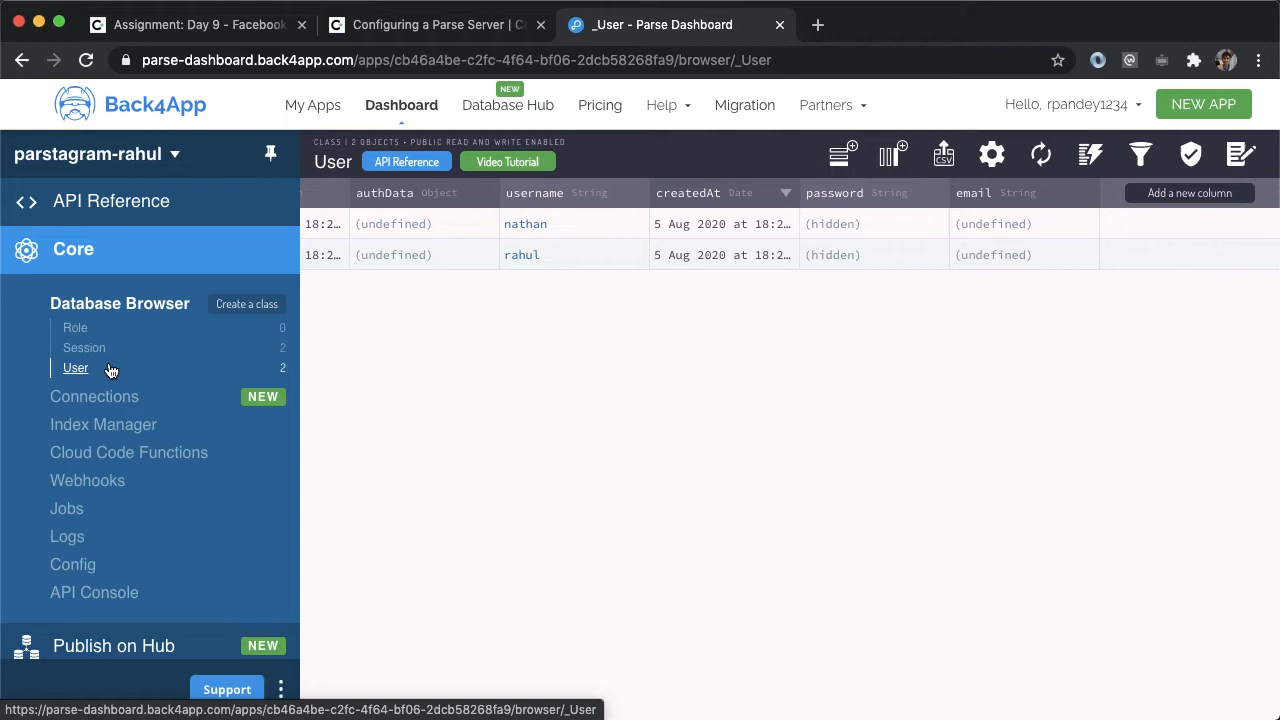 Assignment: Day 9 - Facebook
Configuring a Parse Server | C
_User - Parse Dashboard
parse-dashboard.back4app.com/apps/cb46a4be-c2fc-4f64-bf06-2dcb58268fa9/browser/_User
Back4App
My Apps
Dashboard
NEW
Database Hub
Pricing
Help
Migration
Partners
Hello, rpandey1234
NEW APP
parstagram-rahul
API Reference
Core
Database Browser
Create a class
Role 0
Session 2
User 2
Connections NEW
Index Manager
Cloud Code Functions
Webhooks
Jobs
Logs
Config
API Console
Publish on Hub NEW
Support
CLASS | 2 OBJECTS • PUBLIC READ AND WRITE ENABLED
User API Reference Video Tutorial
CSV
authData Object username String createdAt Date password String email String Add a new column
18:2... (undefined) nathan 5 Aug 2020 at 18:2... (hidden) (undefined)
18:2... (undefined) rahul 5 Aug 2020 at 18:2... (hidden) (undefined)
https://parse-dashboard.back4app.com/apps/cb46a4be-c2fc-4f64-bf06-2dcb58268fa9/browser/_User